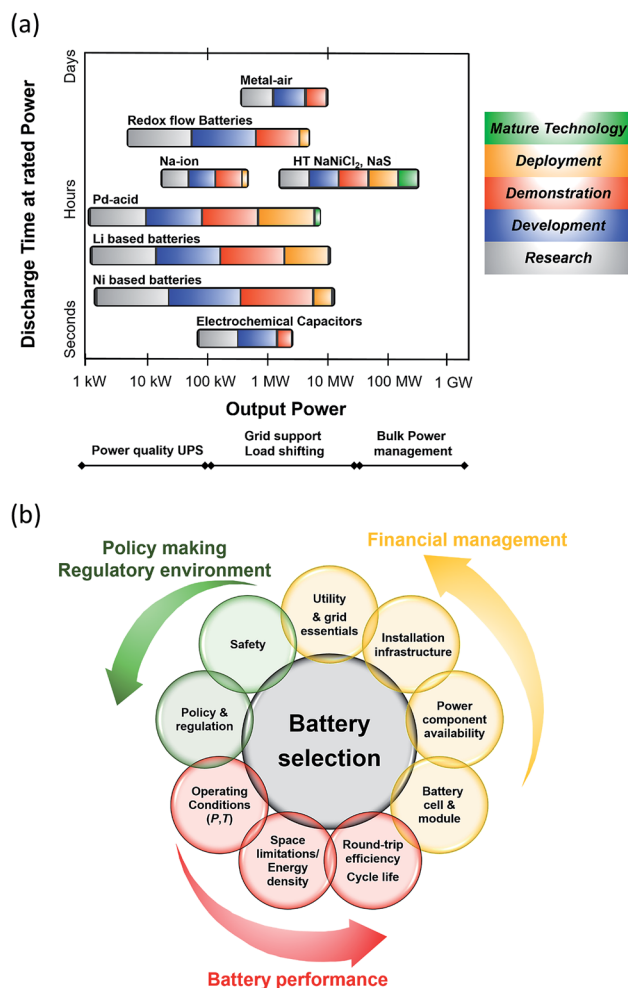 (a)
Discharge Time at rated Power
Days
Hours
Seconds
Metal-air
Redox flow Batteries
Na-ion
HT NaNiCl₂, NaS
Pd-acid
Li based batteries
Ni based batteries
Electrochemical Capacitors
1 kW 10 kW 100 kW 1 MW 10 MW 100 MW 1 GW
Output Power
Mature Technology
Deployment
Demonstration
Development
Research
Power quality UPS
Grid support
Load shifting
Bulk Power
management
(b)
Policy making
Regulatory environment
Financial management
Utility
& grid
essentials
Safety
Installation
infrastructure
Policy &
regulation
Power
component
availability
Battery
selection
Operating
Conditions
(P,T)
Battery
cell &
module
Space
limitations/
Energy
density
Round-trip
efficiency
Cycle life
Battery performance